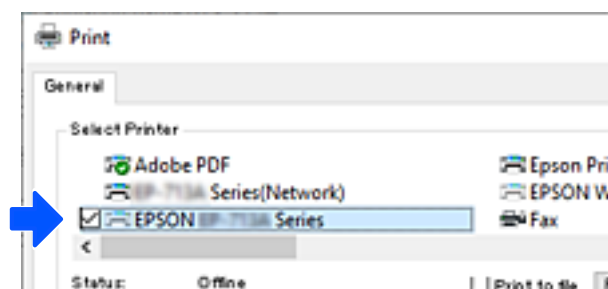 Print
General
Select Printer
Adobe PDF
Epson Pri
Series(Network)
EPSON W
EPSON Series
Fax
Status: Offline
Print to file